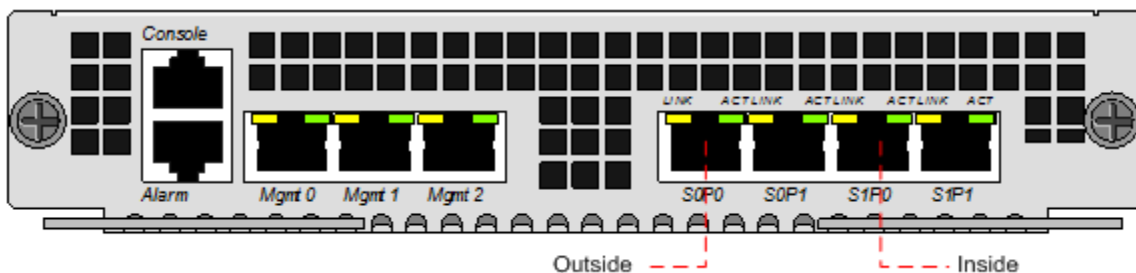 Console
LINK ACT LINK ACT LINK ACT LINK ACT
Alarm Mgmt 0 Mgmt 1 Mgmt 2 S0P0 S0P1 S1P0 S1P1
Outside Inside